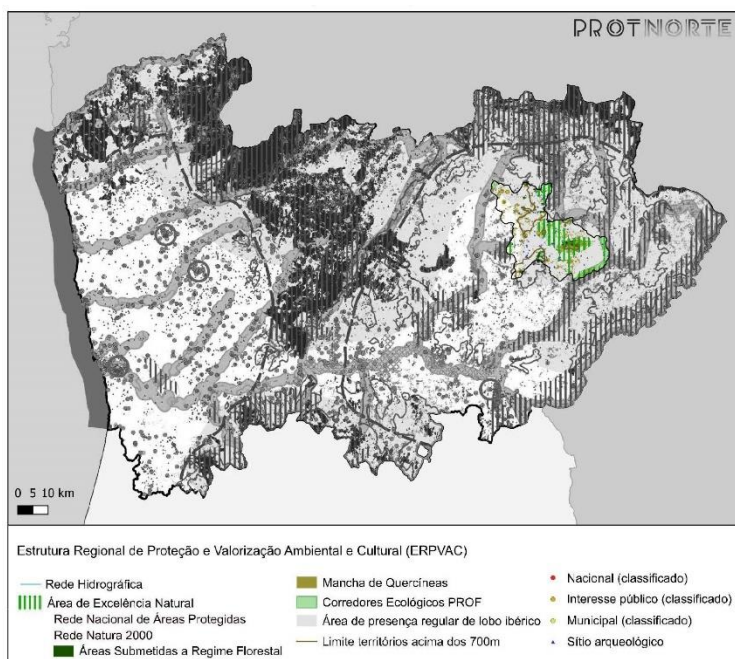 PROTNORTE
0 5 10 km
Estrutura Regional de Proteção e Valorização Ambiental e Cultural (ERPVAC)
Rede Hidrográfica
Área de Excelência Natural
Rede Nacional de Áreas Protegidas
Rede Natura 2000
Áreas Submetidas a Regime Florestal
Mancha de Quercíneas
Corredores Ecológicos PROF
Área de presença regular de lobo ibérico
Limite territórios acima dos 700m
Nacional (classificado)
Interesse público (classificado)
Municipal (classificado)
Sítio arqueológico